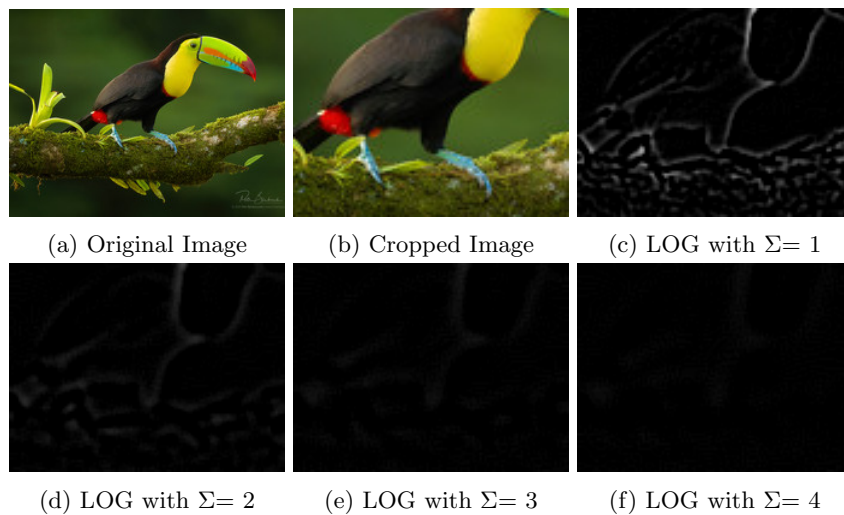 (a) Original Image
(b) Cropped Image
(c) LOG with Σ= 1
(d) LOG with Σ= 2
(e) LOG with Σ= 3
(f) LOG with Σ= 4